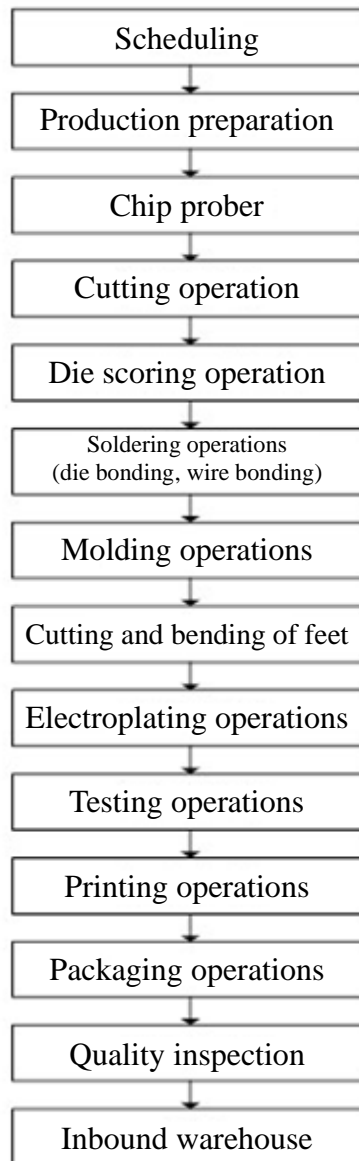 Scheduling
Production preparation
Chip prober
Cutting operation
Die scoring operation
Soldering operations
(die bonding, wire bonding)
Molding operations
Cutting and bending of feet
Electroplating operations
Testing operations
Printing operations
Packaging operations
Quality inspection
Inbound warehouse